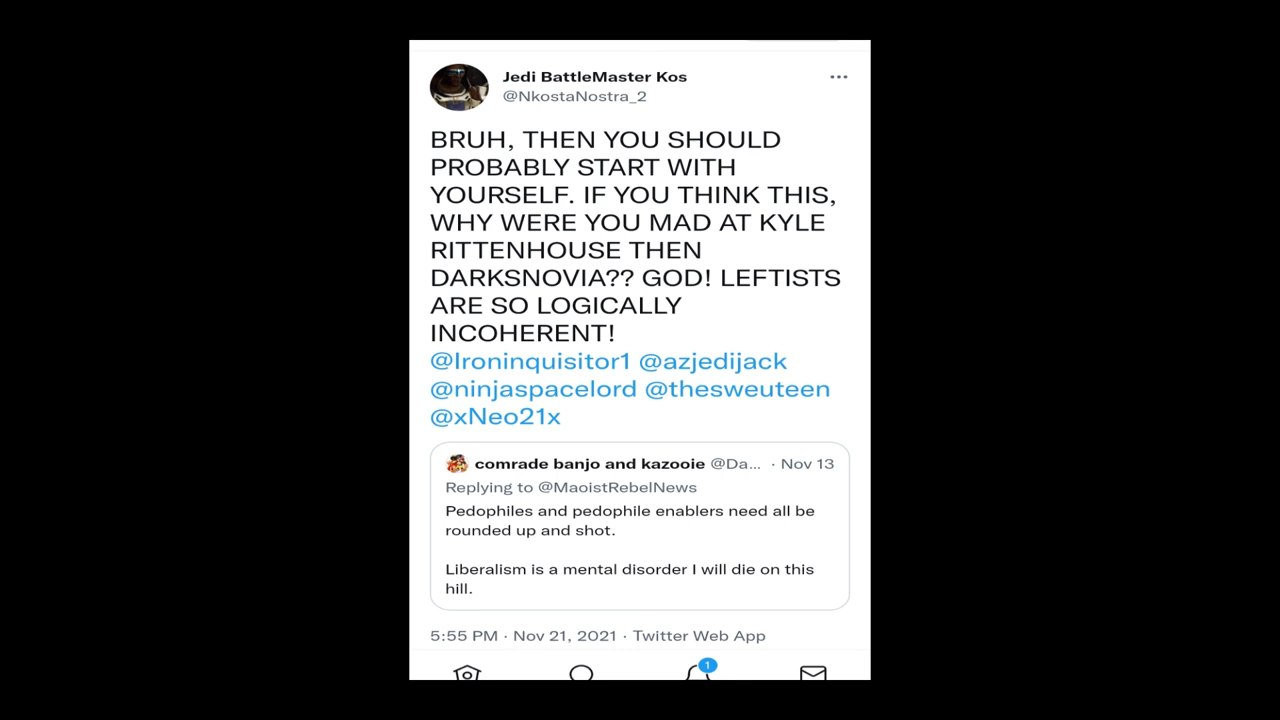 Jedi BattleMaster Kos
@NkostaNostra_2
BRUH, THEN YOU SHOULD
PROBABLY START WITH
YOURSELF. IF YOU THINK THIS,
WHY WERE YOU MAD AT KYLE
RITTENHOUSE THEN
DARKSNOVIA?? GOD! LEFTISTS
ARE SO LOGICALLY
INCOHERENT!
@Ironinquisitor1 @azjedijack
@ninjaspacelord @thesweuteen
@xNeo21x
comrade banjo and kazooie @Da... · Nov 13
Replying to @MaoistRebelNews
Pedophiles and pedophile enablers need all be
rounded up and shot.
Liberalism is a mental disorder I will die on this
hill.
5:55 PM · Nov 21, 2021 · Twitter Web App
1